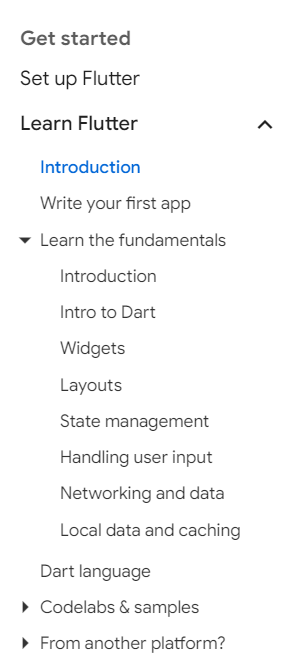 Get started
Set up Flutter
Learn Flutter
Introduction
Write your first app
Learn the fundamentals
Introduction
Intro to Dart
Widgets
Layouts
State management
Handling user input
Networking and data
Local data and caching
Dart language
Codelabs & samples
From another platform?